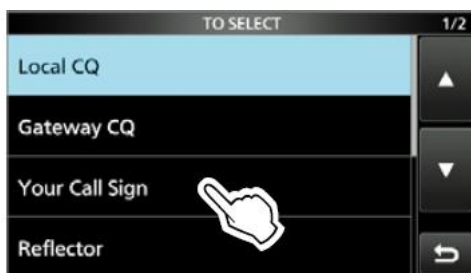 TO SELECT 1/2
Local CQ
Gateway CQ
Your Call Sign
Reflector